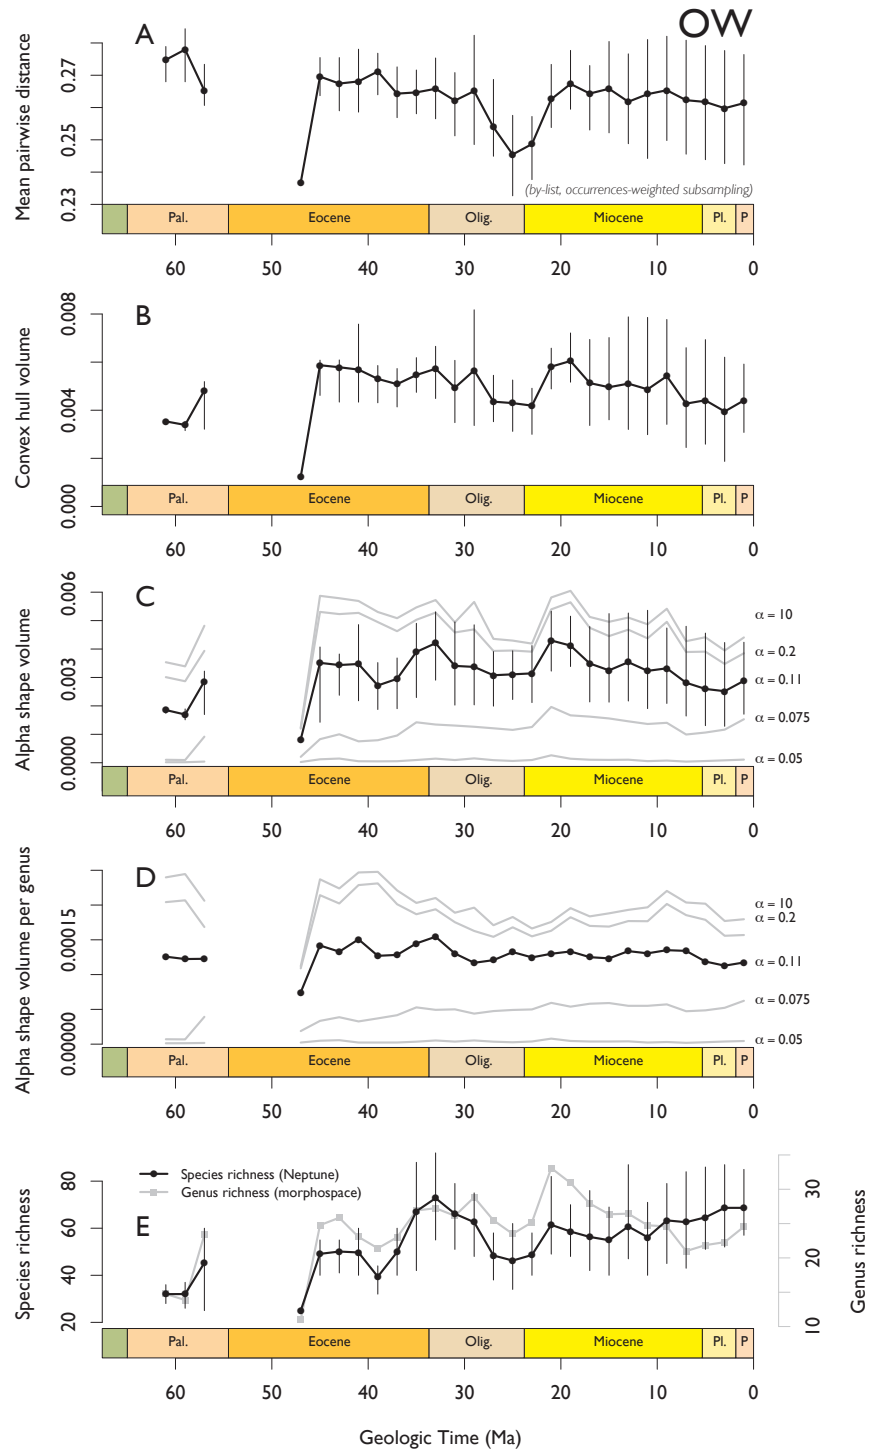 OW
A
Mean pairwise distance
0.27
0.25
0.23
(by-list, occurrences-weighted subsampling)
Pal.
Eocene
Olig.
Miocene
Pl.
P
60
50
40
30
20
10
0
B
Convex hull volume
0.008
0.004
0.000
Pal.
Eocene
Olig.
Miocene
Pl.
P
60
50
40
30
20
10
0
C
Alpha shape volume
0.006
0.003
0.0000
α = 10
α = 0.2
α = 0.11
α = 0.075
α = 0.05
Pal.
Eocene
Olig.
Miocene
Pl.
P
60
50
40
30
20
10
0
D
Alpha shape volume per genus
0.00015
0.00000
α = 10
α = 0.2
α = 0.11
α = 0.075
α = 0.05
Pal.
Eocene
Olig.
Miocene
Pl.
P
60
50
40
30
20
10
0
Species richness (Neptune)
Genus richness (morphospace)
E
Species richness
80
60
40
20
30
20
10
Genus richness
Pal.
Eocene
Olig.
Miocene
Pl.
P
60
50
40
30
20
10
0
Geologic Time (Ma)